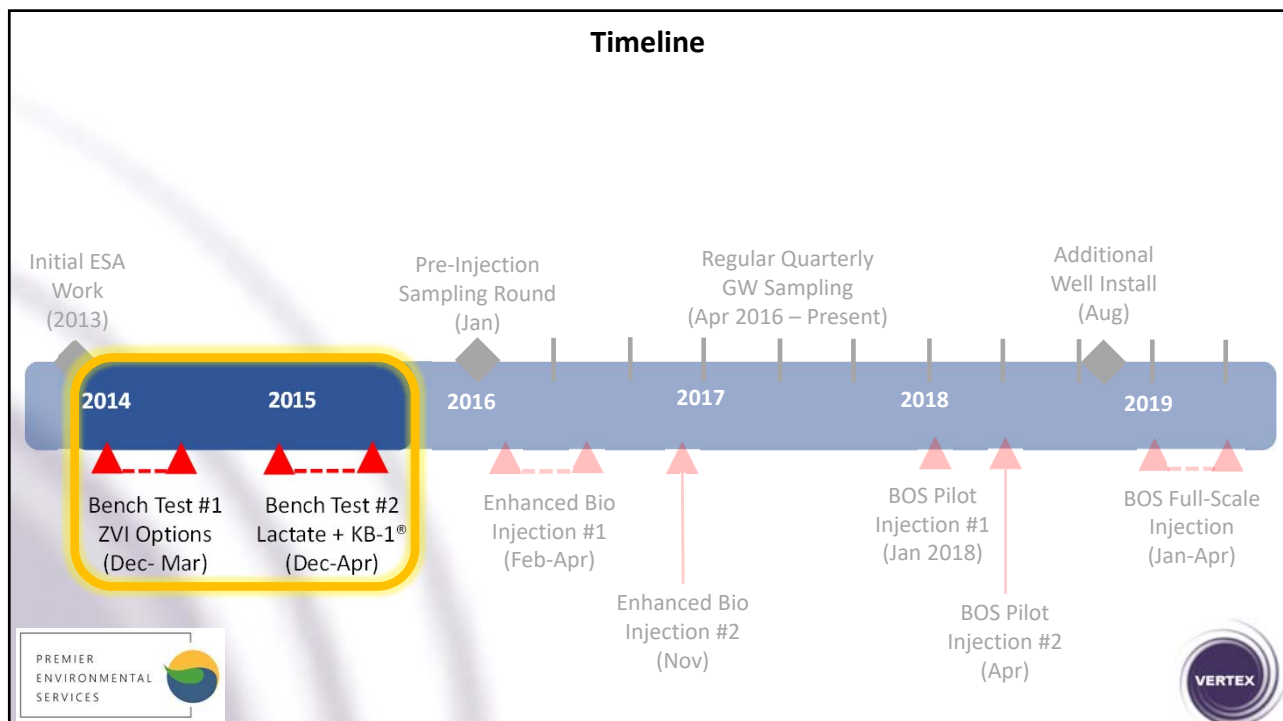 Timeline
Initial ESA
Work
(2013)
Pre-Injection
Sampling Round
(Jan)
Regular Quarterly
GW Sampling
(Apr 2016 – Present)
Additional
Well Install
(Aug)
2014
2015
2016
2017
2018
2019
Bench Test #1
ZVI Options
(Dec- Mar)
Bench Test #2
Lactate + KB-1®
(Dec-Apr)
Enhanced Bio
Injection #1
(Feb-Apr)
Enhanced Bio
Injection #2
(Nov)
BOS Pilot
Injection #1
(Jan 2018)
BOS Pilot
Injection #2
(Apr)
BOS Full-Scale
Injection
(Jan-Apr)
PREMIER
ENVIRONMENTAL
SERVICES
VERTEX